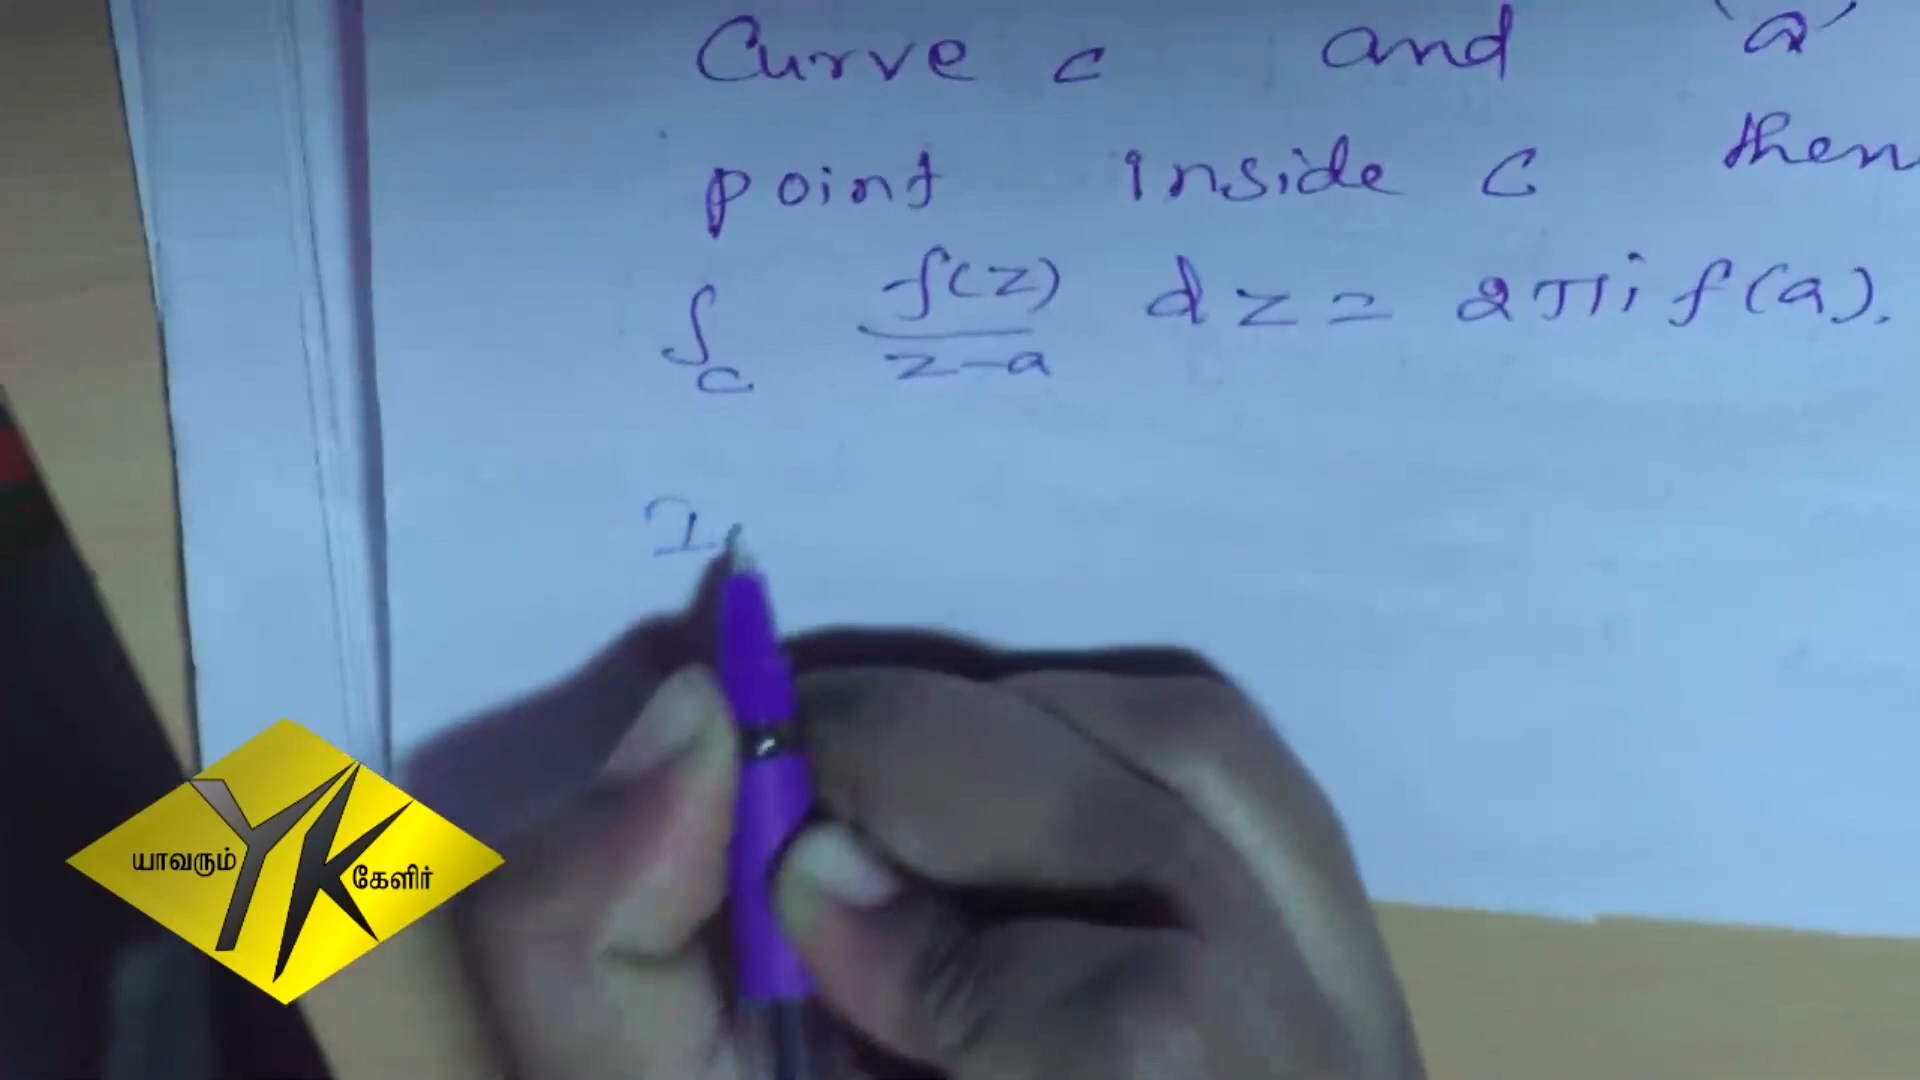 Curve c and 'a'
point inside c then
∫c f(z)/z-a dz = 2πi f(a).
I
யாவரும் YK கேளிர்